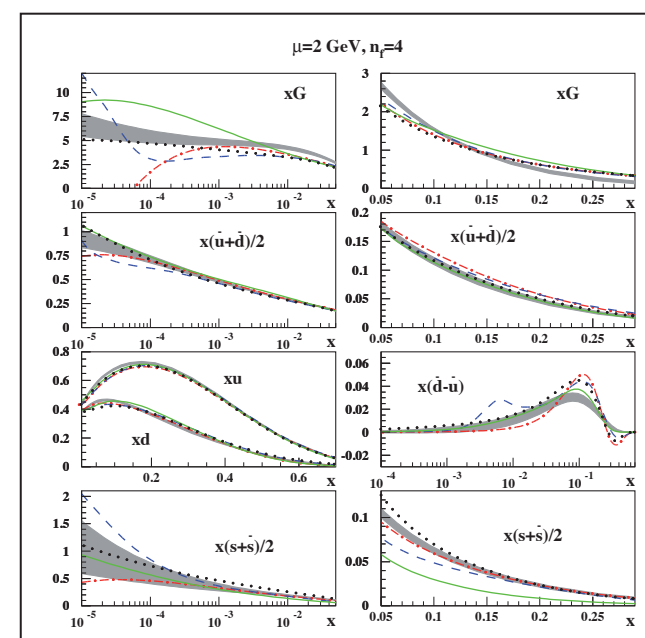 μ=2 GeV, n_f=4
xG
10
7.5
5
2.5
0
10⁻⁵ 10⁻⁴ 10⁻³ 10⁻² x
xG
3
2
1
0
0.05 0.1 0.15 0.2 0.25 x
x(ū+d̄)/2
1
0.75
0.5
0.25
0
10⁻⁵ 10⁻⁴ 10⁻³ 10⁻² x
x(ū+d̄)/2
0.2
0.15
0.1
0.05
0
0.05 0.1 0.15 0.2 0.25 x
xu
xd
0.8
0.6
0.4
0.2
0
0.2 0.4 0.6 x
x(d̄-ū)
0.06
0.04
0.02
0
-0.02
10⁻⁴ 10⁻³ 10⁻² 10⁻¹ x
x(s+s̄)/2
2
1.5
1
0.5
0
10⁻⁵ 10⁻⁴ 10⁻³ 10⁻² x
x(s+s̄)/2
0.1
0.05
0
0.05 0.1 0.15 0.2 0.25 x